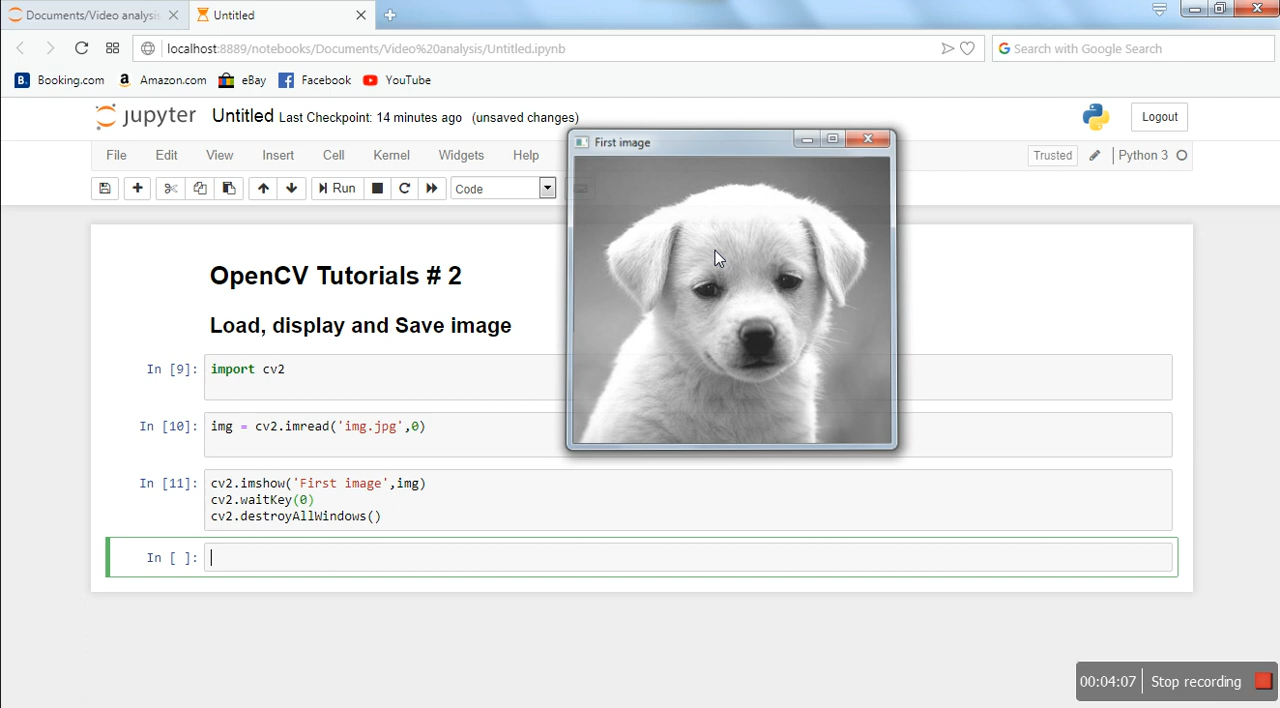 Documents/Video analysis
Untitled
localhost:8889/notebooks/Documents/Video%20analysis/Untitled.ipynb
Search with Google Search
B. Booking.com
a Amazon.com
eBay
Facebook
YouTube
jupyter Untitled Last Checkpoint: 14 minutes ago (unsaved changes)
Logout
File Edit View Insert Cell Kernel Widgets Help
Trusted
Python 3
Run
Code
First image
OpenCV Tutorials # 2
Load, display and Save image
In [9]: import cv2
In [10]: img = cv2.imread('img.jpg',0)
In [11]: cv2.imshow('First image',img)
cv2.waitKey(0)
cv2.destroyAllWindows()
In [ ]:
00:04:07 Stop recording